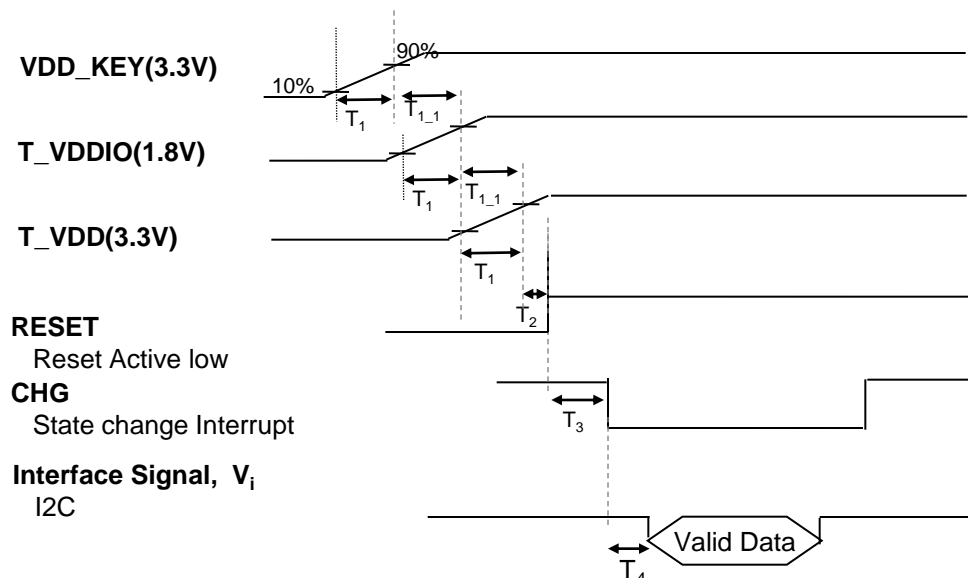 90%
VDD_KEY(3.3V)
10%
T1
T1_1
T_VDDIO(1.8V)
T1
T1_1
T_VDD(3.3V)
T1
T2
RESET
Reset Active low
CHG
T3
State change Interrupt
Interface Signal, Vi
I2C
Valid Data
T4